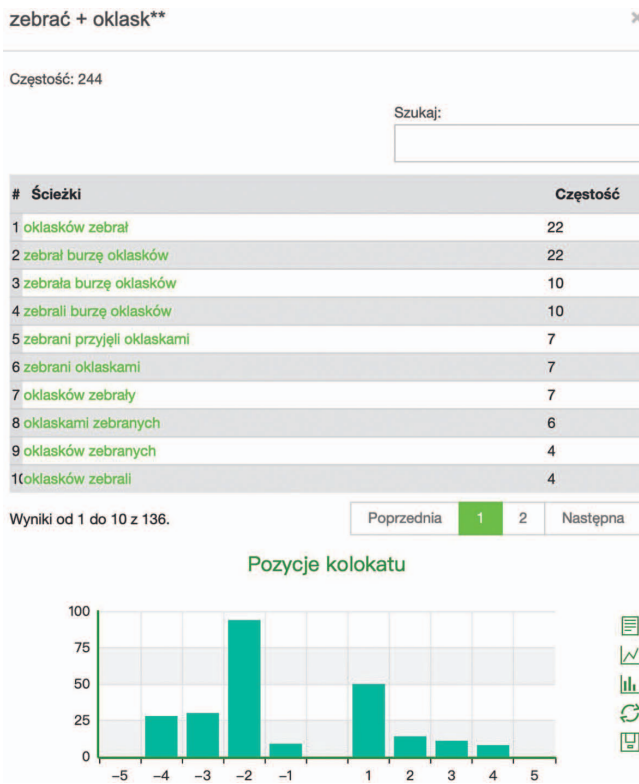 zebrać + oklask** ×
Częstość: 244
Szukaj:
# Ścieżki Częstość
1 oklasków zebrał 22
2 zebrał burzę oklasków 22
3 zebrała burzę oklasków 10
4 zebrali burzę oklasków 10
5 zebrani przyjęli oklaskami 7
6 zebrani oklaskami 7
7 oklasków zebrały 7
8 oklaskami zebranych 6
9 oklasków zebranych 4
10 oklasków zebrali 4
Wyniki od 1 do 10 z 136. Poprzednia 1 2 Następna
Pozycje kolokatu
100
75
50
25
0
−5 −4 −3 −2 −1 1 2 3 4 5